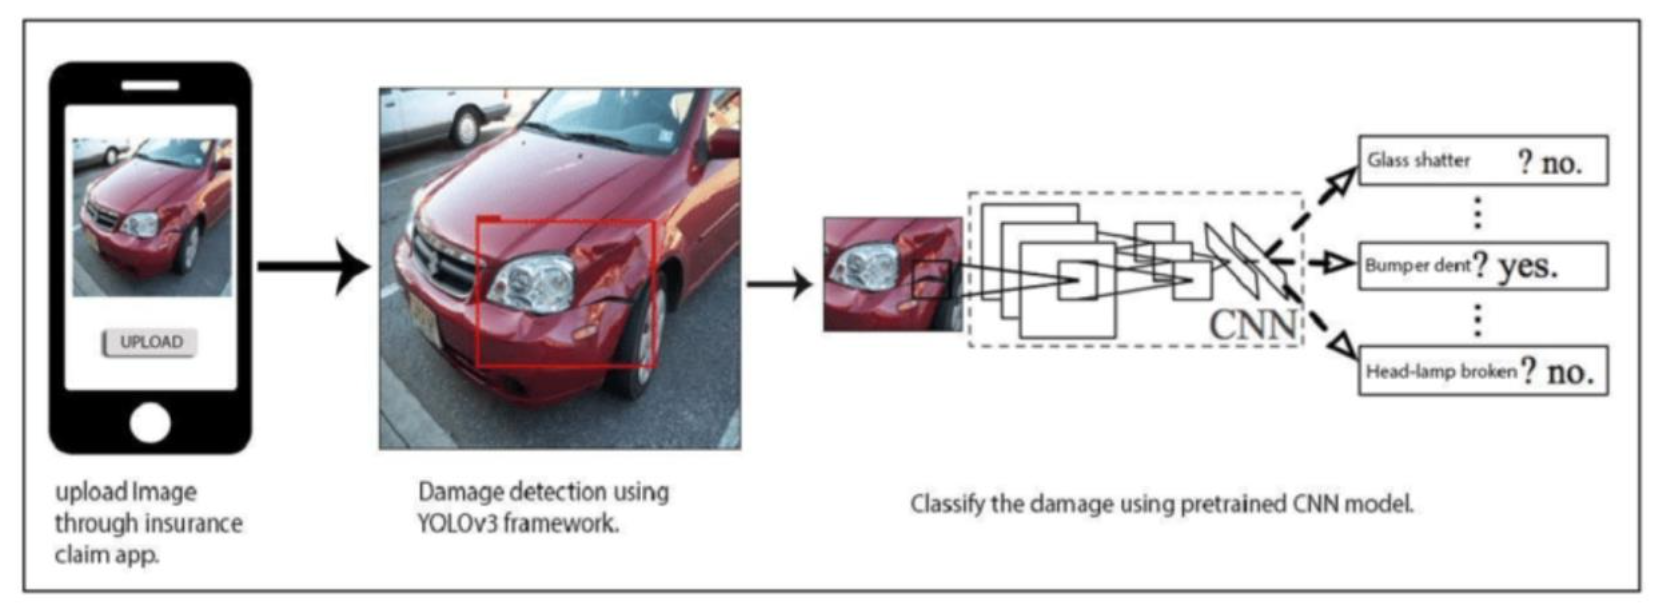 UPLOAD
upload Image
through insurance
claim app.
Damage detection using
YOLOv3 framework.
CNN
Glass shatter ? no.
Bumper dent? yes.
Head-lamp broken? no.
Classify the damage using pretrained CNN model.